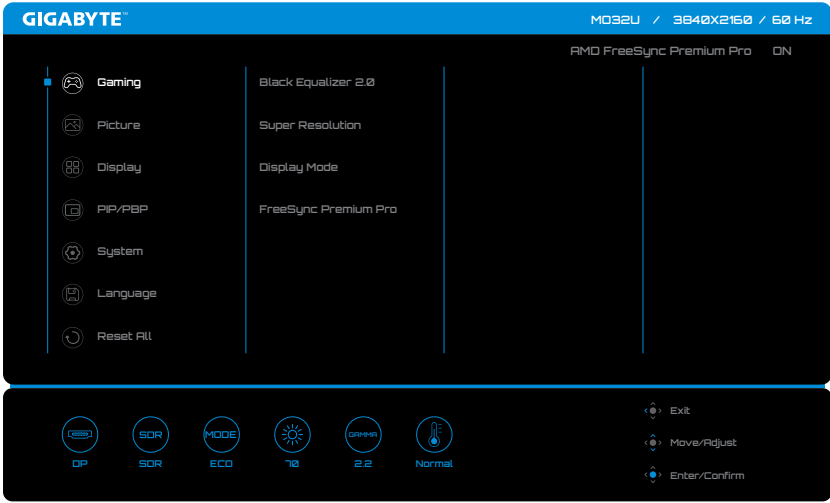 GIGABYTE™
MO32U / 3840X2160 / 60 Hz
AMD FreeSync Premium Pro ON
Gaming
Picture
Display
PIP/PBP
System
Language
Reset All
Black Equalizer 2.0
Super Resolution
Display Mode
FreeSync Premium Pro
SDR
MODE
GAMMA
DP
SDR
ECO
70
2.2
Normal
Exit
Move/Adjust
Enter/Confirm